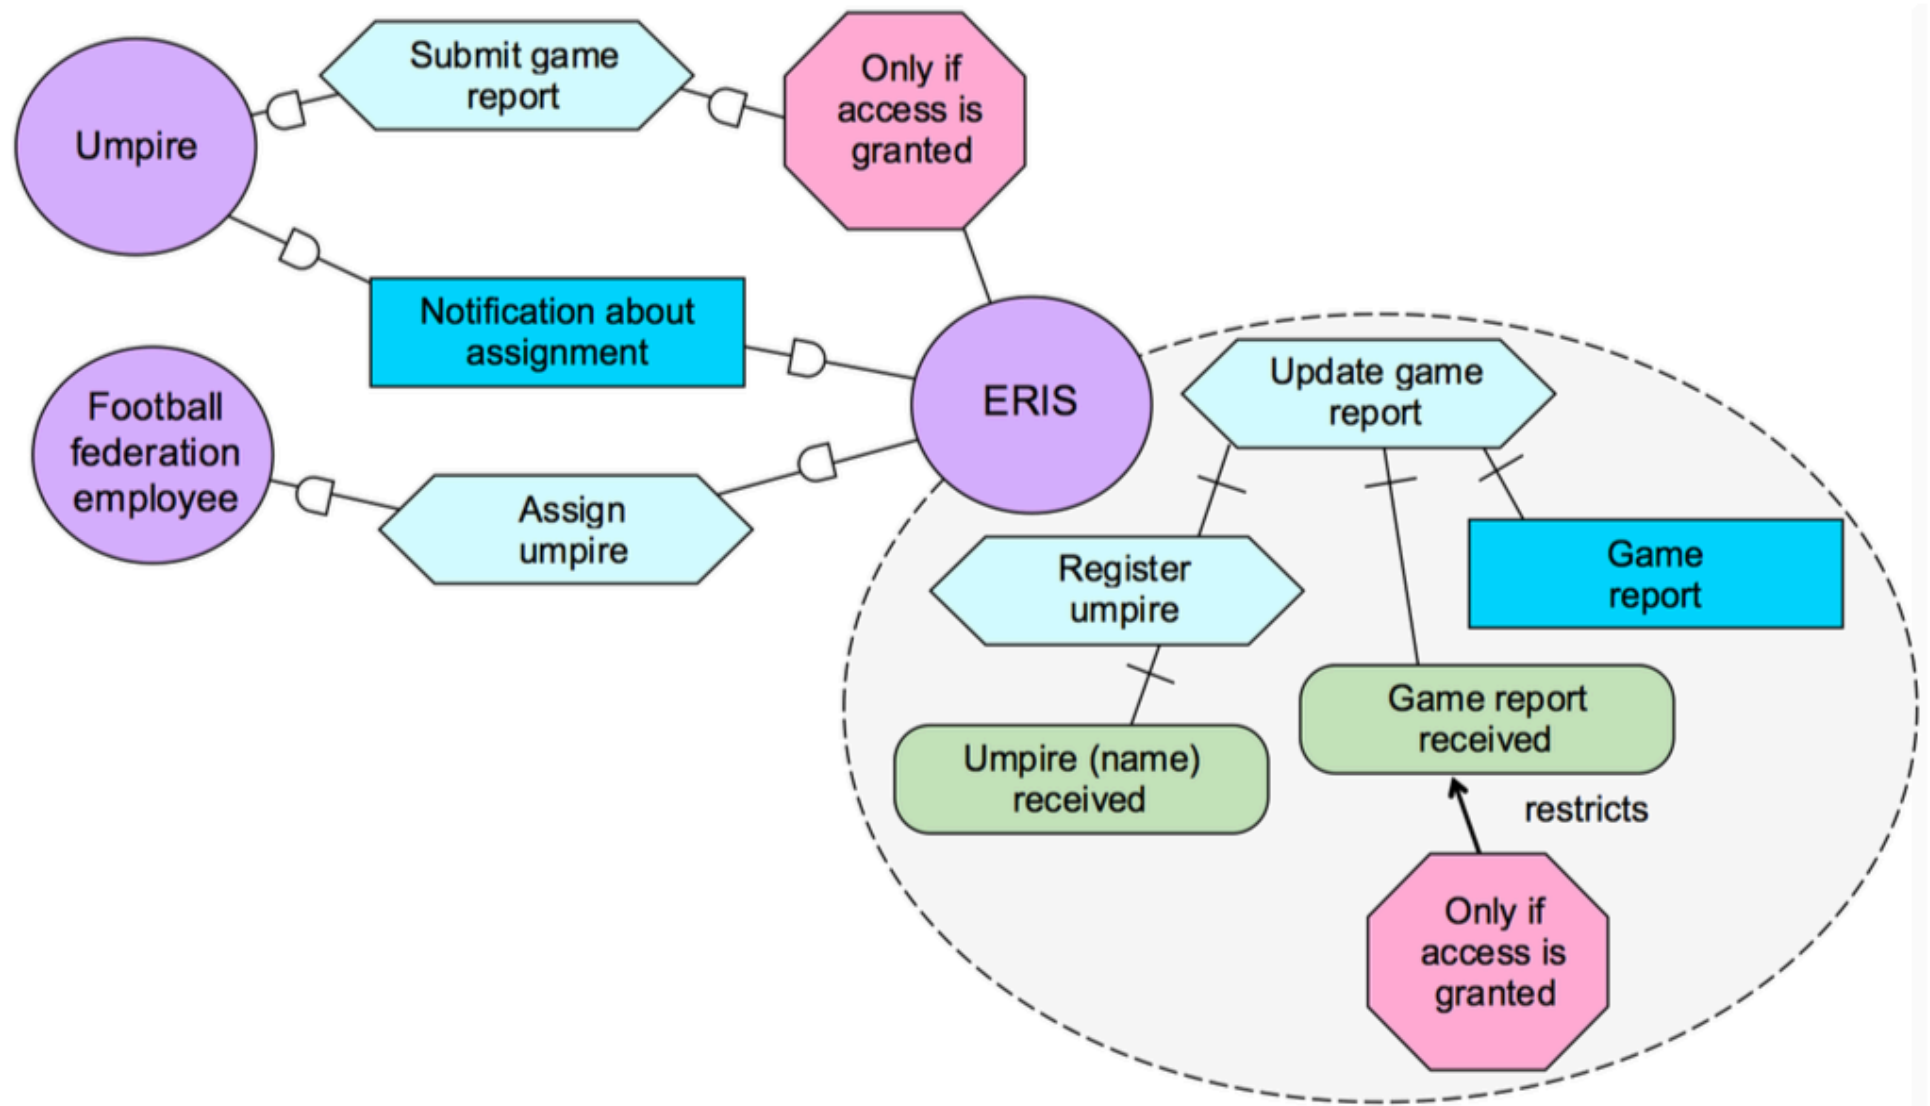 Submit game
report
Only if
access is
granted
Umpire
Notification about
assignment
Football
federation
employee
Assign
umpire
ERIS
Update game
report
Register
umpire
Game
report
Umpire (name)
received
Game report
received
restricts
Only if
access is
granted